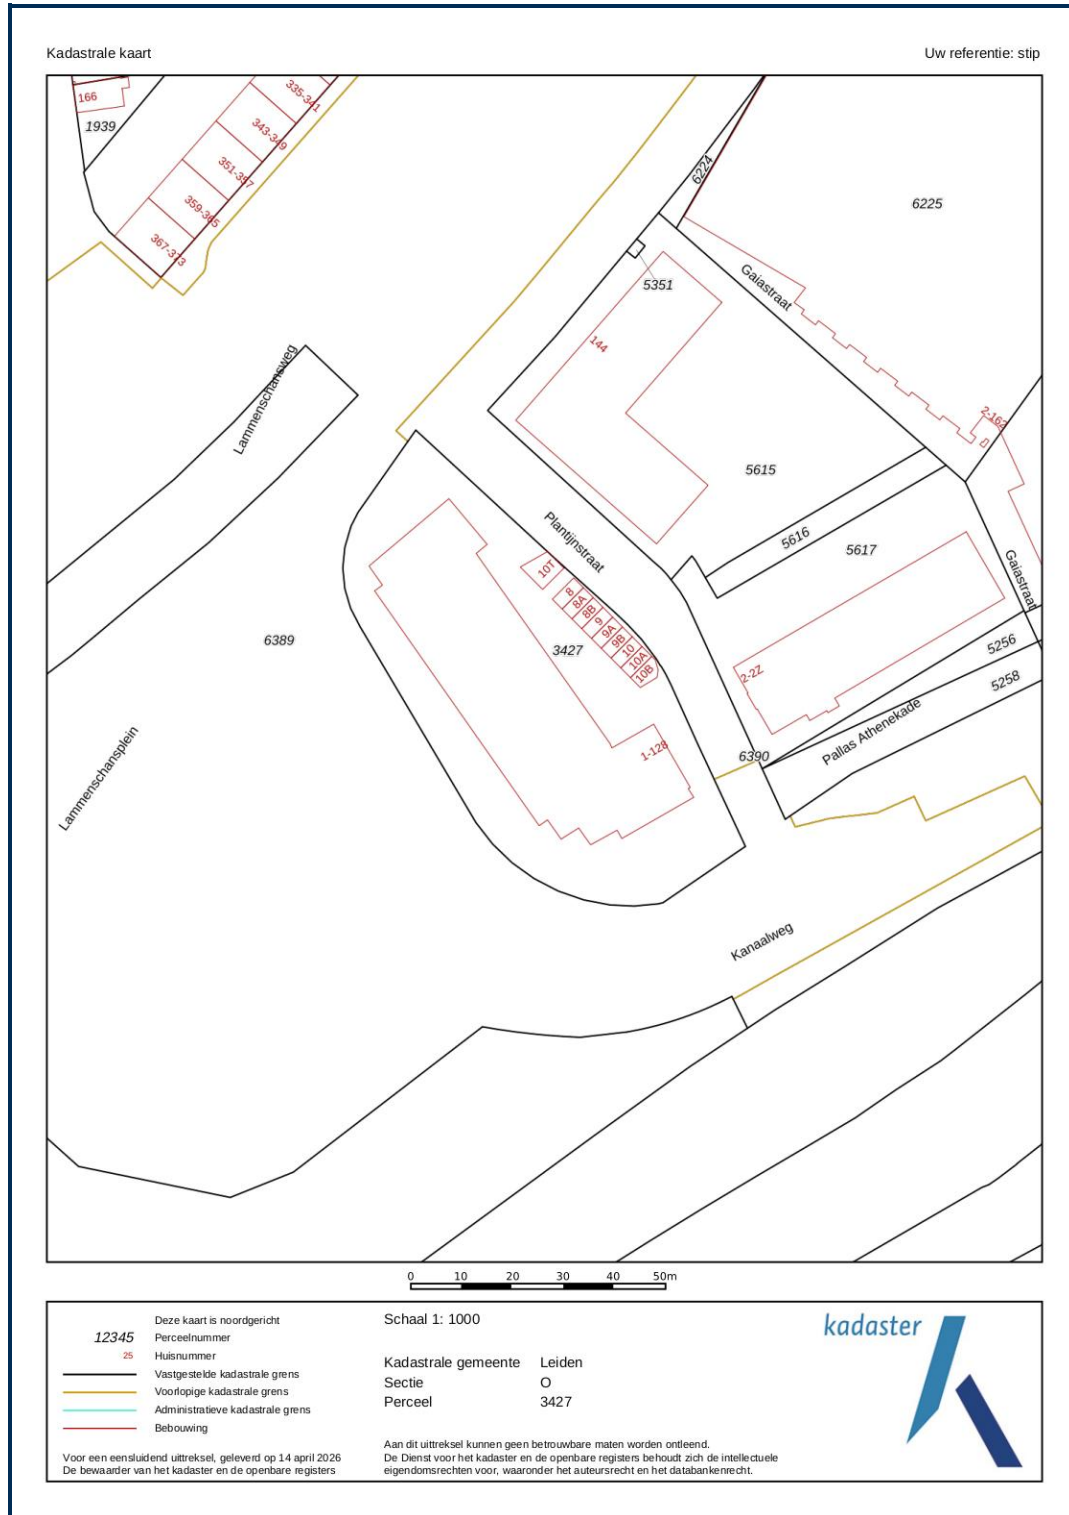 Kadastrale kaart
Uw referentie: stip
166
1939
335-341
343-349
351-357
359-365
367-373
6224
6225
Gaiastraat
5351
144
Lammenschansweg
2-162
5615
Plantijnstraat
5616
5617
Gaiastraat
10T
8
8A
8B
9
9A
9B
10
10A
10B
6389
3427
5256
5258
2-2Z
Pallas Athenekade
1-128
6390
Lammenschansplein
Kanaalweg
0 10 20 30 40 50m
Deze kaart is noordgericht
12345 Perceelnummer
25 Huisnummer
Vastgestelde kadastrale grens
Voorlopige kadastrale grens
Administratieve kadastrale grens
Bebouwing
Voor een eensluidend uittreksel, geleverd op 14 april 2026
De bewaarder van het kadaster en de openbare registers
Schaal 1: 1000
Kadastrale gemeente Leiden
Sectie O
Perceel 3427
Aan dit uittreksel kunnen geen betrouwbare maten worden ontleend.
De Dienst voor het kadaster en de openbare registers behoudt zich de intellectuele
eigendomsrechten voor, waaronder het auteursrecht en het databankenrecht.
kadaster